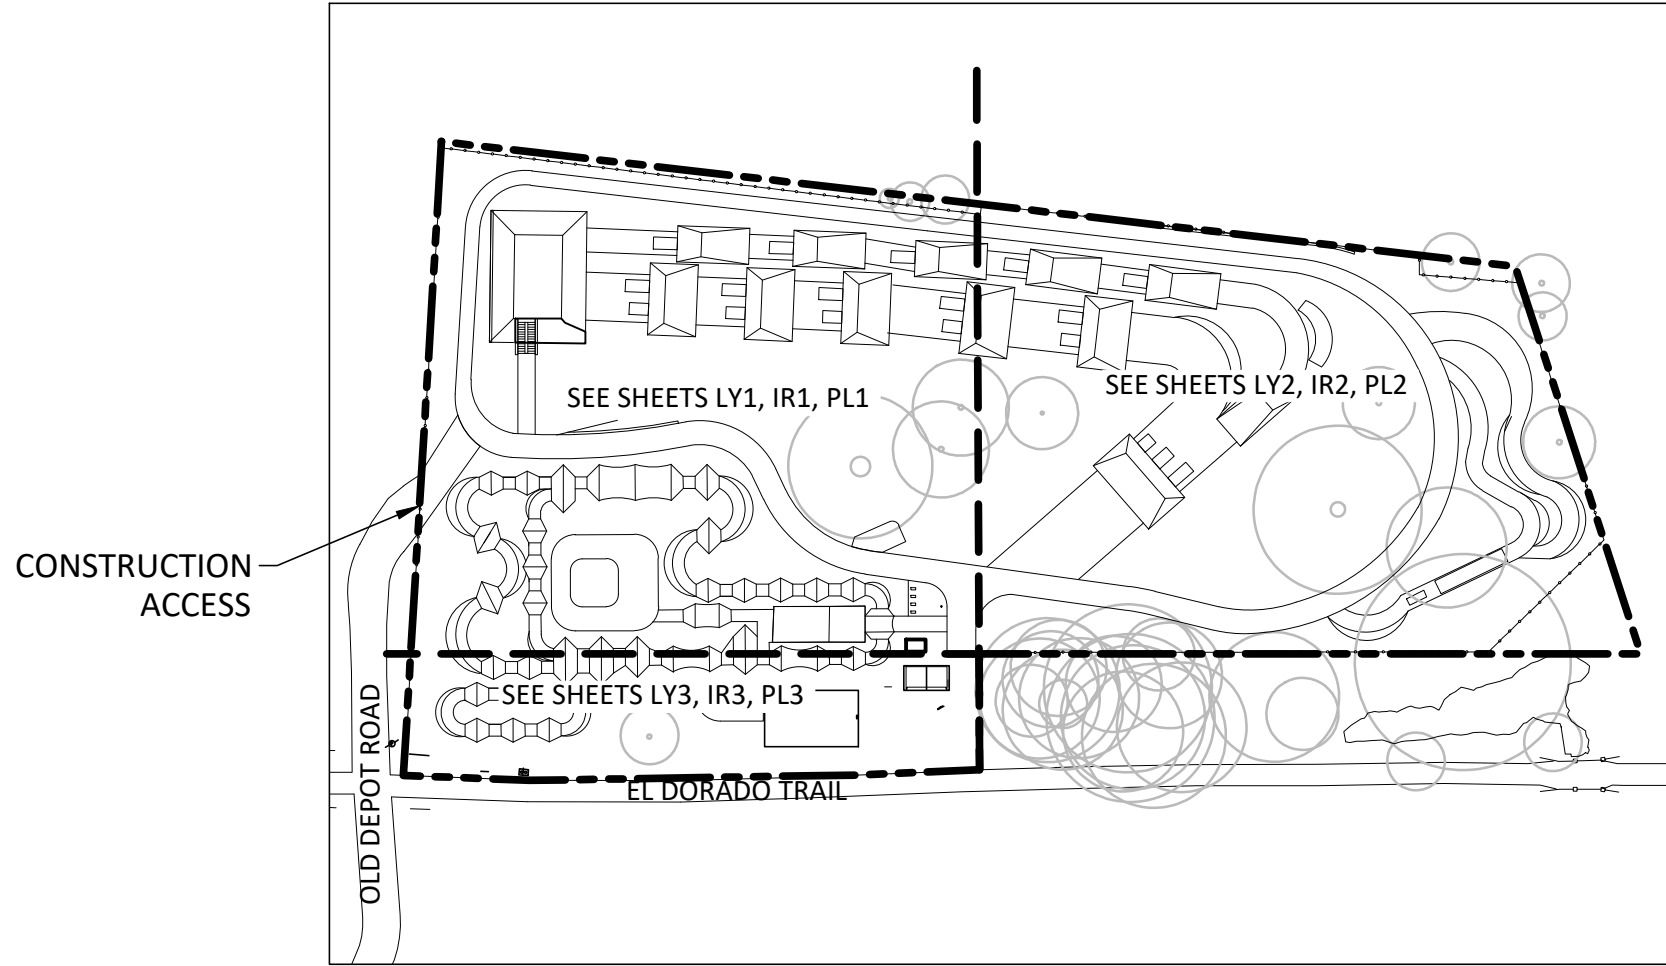 SEE SHEETS LY1, IR1, PL1
SEE SHEETS LY2, IR2, PL2
CONSTRUCTION
ACCESS
SEE SHEETS LY3, IR3, PL3
OLD DEPOT ROAD
EL DORADO TRAIL